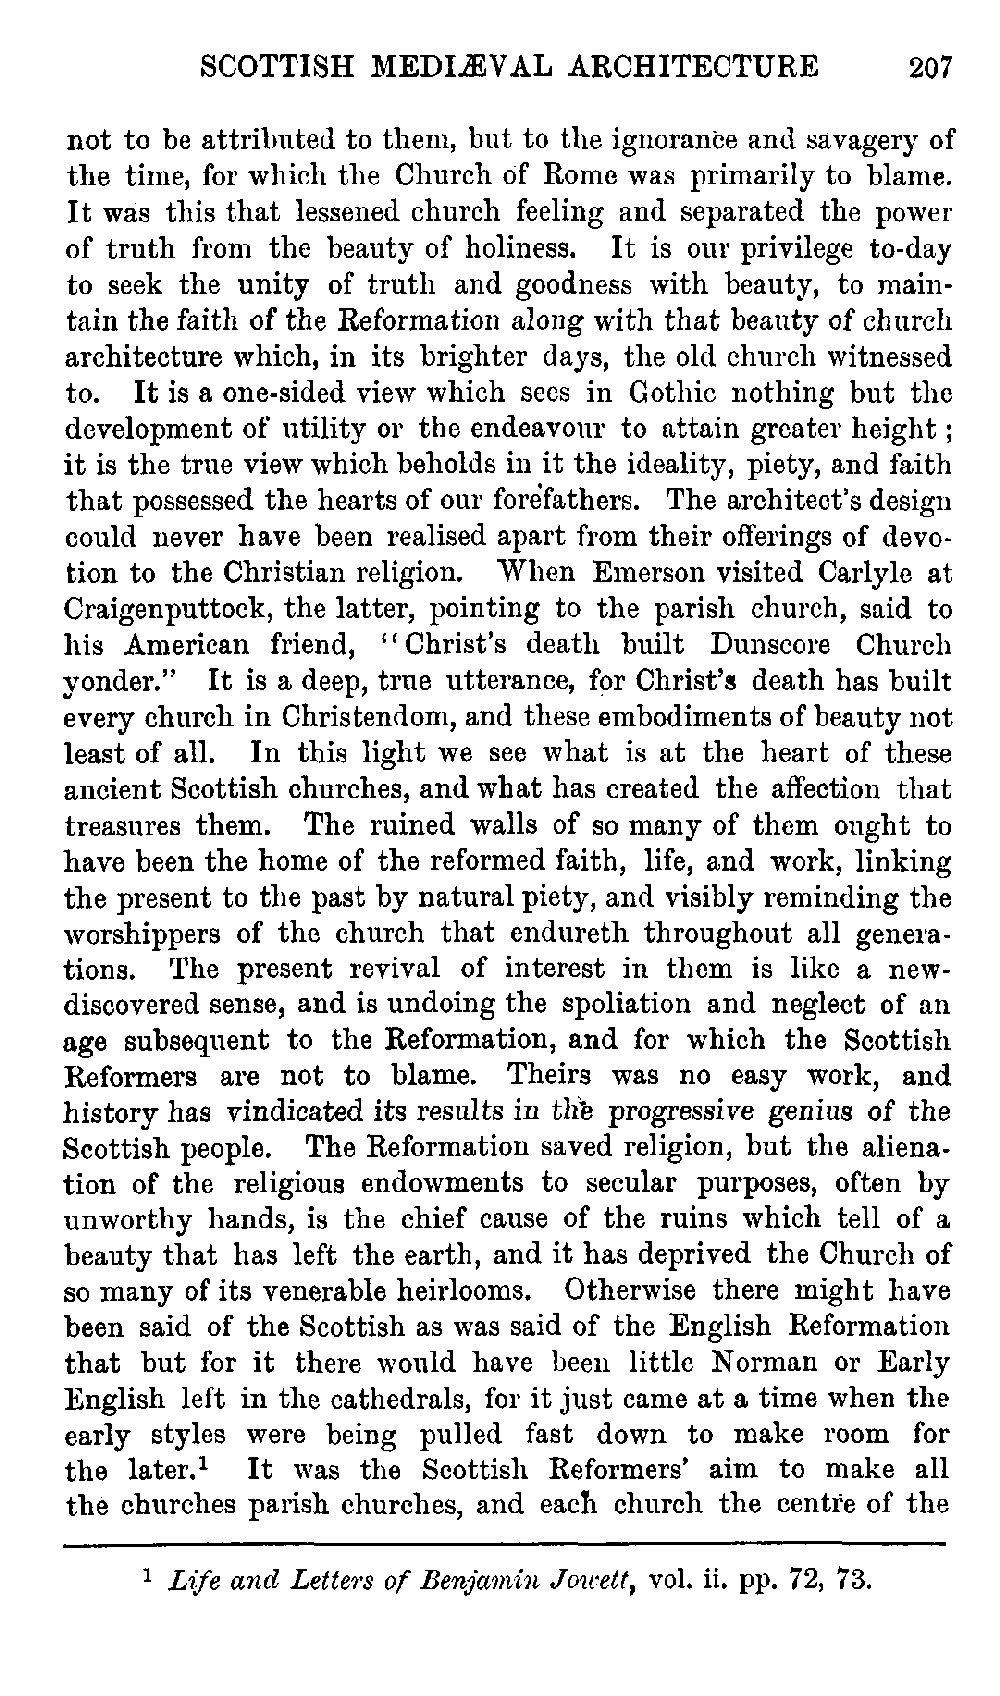 SCOTTISH MEDIÆVAL ARCHITECTURE 207
not to be attributed to them, but to the ignorance and savagery of
the time, for which the Church of Rome was primarily to blame.
It was this that lessened church feeling and separated the power
of truth from the beauty of holiness. It is our privilege to-day
to seek the unity of truth and goodness with beauty, to main-
tain the faith of the Reformation along with that beauty of church
architecture which, in its brighter days, the old church witnessed
to. It is a one-sided view which sees in Gothic nothing but the
development of utility or the endeavour to attain greater height;
it is the true view which beholds in it the ideality, piety, and faith
that possessed the hearts of our forefathers. The architect's design
could never have been realised apart from their offerings of devo-
tion to the Christian religion. When Emerson visited Carlyle at
Craigenputtock, the latter, pointing to the parish church, said to
his American friend, "Christ's death built Dunscore Church
yonder." It is a deep, true utterance, for Christ's death has built
every church in Christendom, and these embodiments of beauty not
least of all. In this light we see what is at the heart of these
ancient Scottish churches, and what has created the affection that
treasures them. The ruined walls of so many of them ought to
have been the home of the reformed faith, life, and work, linking
the present to the past by natural piety, and visibly reminding the
worshippers of the church that endureth throughout all genera-
tions. The present revival of interest in them is like a new-
discovered sense, and is undoing the spoliation and neglect of an
age subsequent to the Reformation, and for which the Scottish
Reformers are not to blame. Theirs was no easy work, and
history has vindicated its results in the progressive genius of the
Scottish people. The Reformation saved religion, but the aliena-
tion of the religious endowments to secular purposes, often by
unworthy hands, is the chief cause of the ruins which tell of a
beauty that has left the earth, and it has deprived the Church of
so many of its venerable heirlooms. Otherwise there might have
been said of the Scottish as was said of the English Reformation
that but for it there would have been little Norman or Early
English left in the cathedrals, for it just came at a time when the
early styles were being pulled fast down to make room for
the later.¹ It was the Scottish Reformers' aim to make all
the churches parish churches, and each church the centre of the
¹ Life and Letters of Benjamin Jowett, vol. ii. pp. 72, 73.